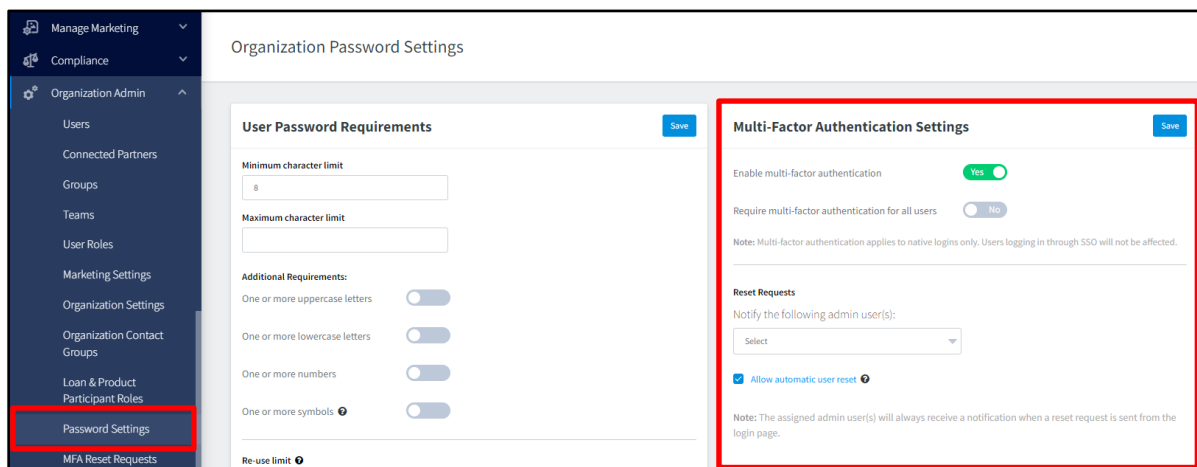 Manage Marketing
Compliance
Organization Admin
Users
Connected Partners
Groups
Teams
User Roles
Marketing Settings
Organization Settings
Organization Contact
Groups
Loan & Product
Participant Roles
Password Settings
MFA Reset Requests
Organization Password Settings
User Password Requirements
Save
Minimum character limit
8
Maximum character limit
Additional Requirements:
One or more uppercase letters
One or more lowercase letters
One or more numbers
One or more symbols ?
Re-use limit ?
Multi-Factor Authentication Settings
Save
Enable multi-factor authentication
Yes
Require multi-factor authentication for all users
No
Note: Multi-factor authentication applies to native logins only. Users logging in through SSO will not be affected.
Reset Requests
Notify the following admin user(s):
Select
Allow automatic user reset ?
Note: The assigned admin user(s) will always receive a notification when a reset request is sent from the
login page.